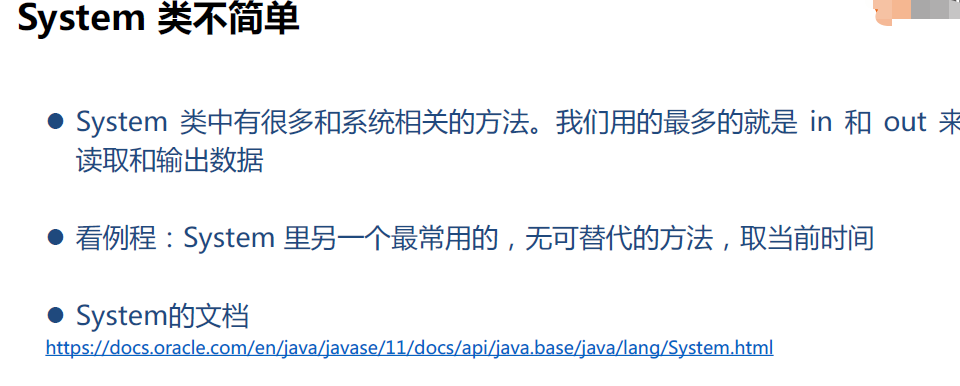 System 类不简单
● System 类中有很多和系统相关的方法。我们用的最多的就是 in 和 out 来
读取和输出数据
● 看例程：System 里另一个最常用的，无可替代的方法，取当前时间
● System的文档
https://docs.oracle.com/en/java/javase/11/docs/api/java.base/java/lang/System.html